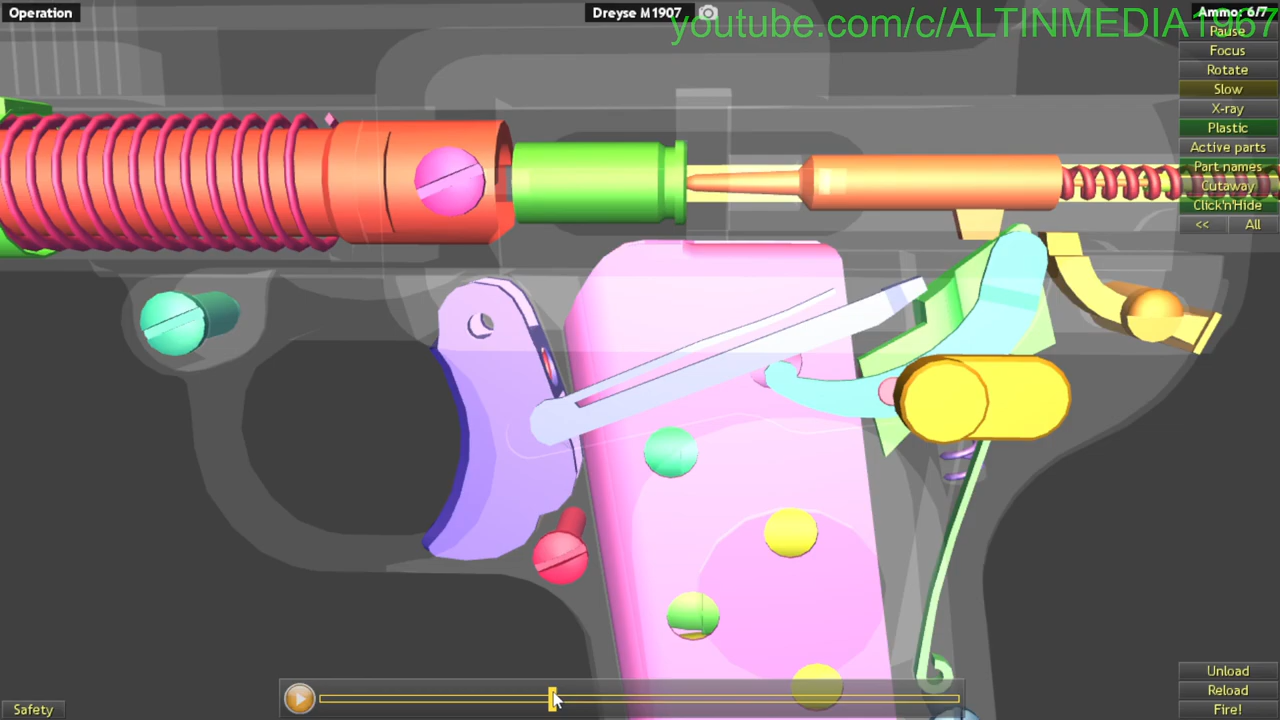 Operation
Dreyse M1907
Ammo: 6/7
youtube.com/c/ALTINMEDIA1967
Pause
Focus
Rotate
Slow
X-ray
Plastic
Active parts
Part names
Cutaway
Click'n'Hide
<< All
Unload
Reload
Safety
Fire!